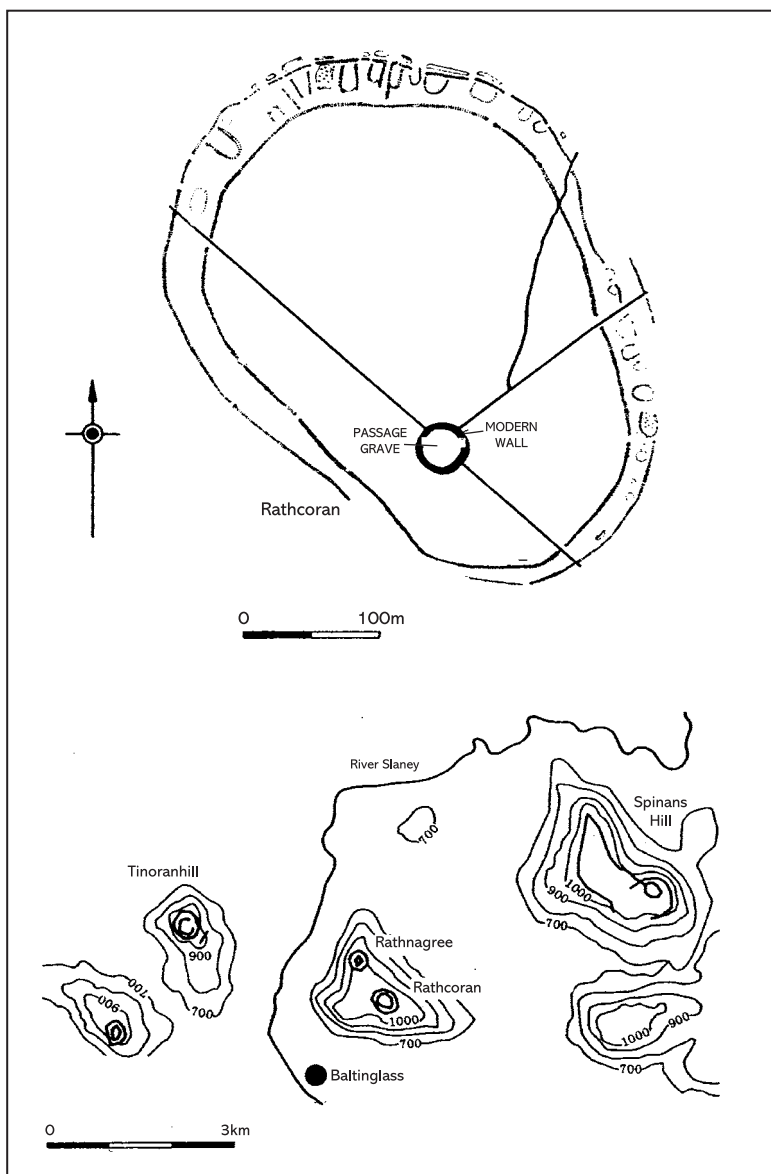 PASSAGE
GRAVE
MODERN
WALL
Rathcoran
0 100m
River Slaney
700
Spinans
Hill
Tinoranhill
900
1000
700
900
Rathnagree
Rathcoran
700
900
700
1000
700
1000
900
700
Baltinglass
0 3km